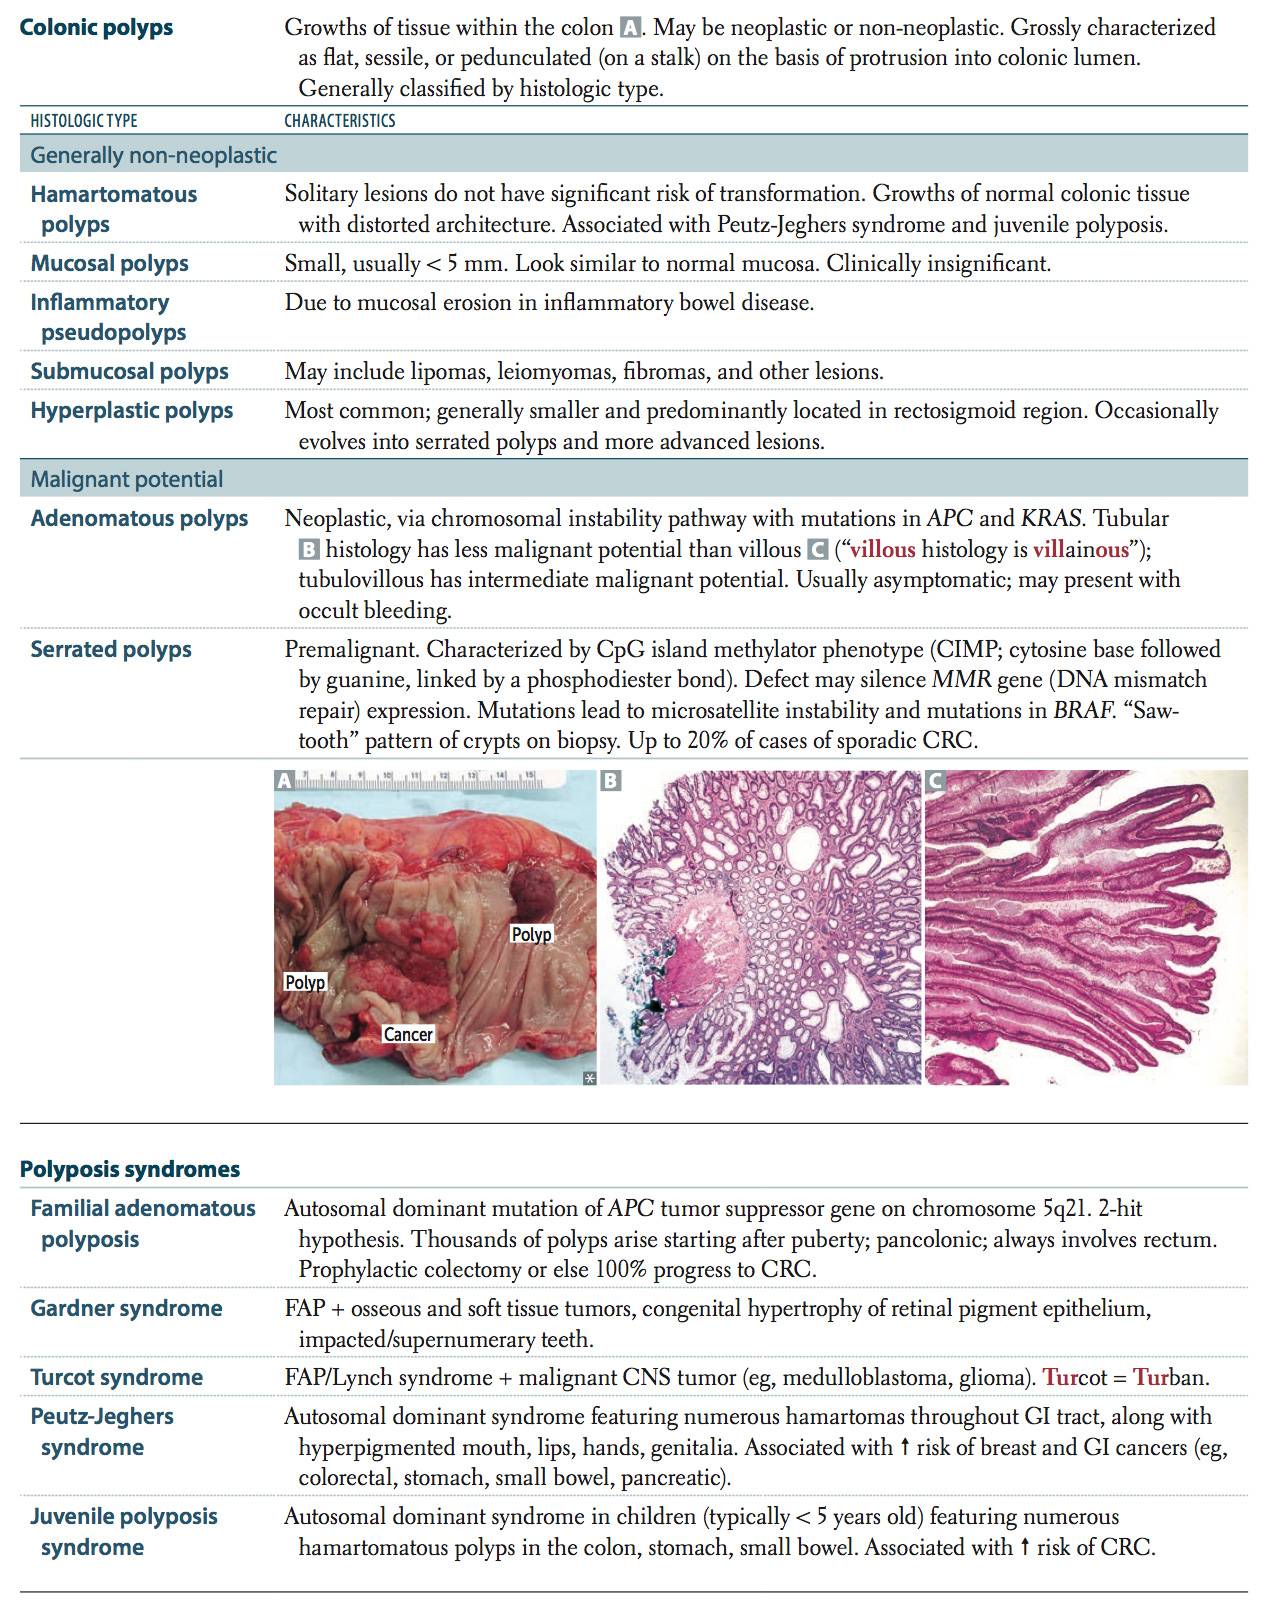 Colonic polyps
Growths of tissue within the colon A. May be neoplastic or non-neoplastic. Grossly characterized
as flat, sessile, or pedunculated (on a stalk) on the basis of protrusion into colonic lumen.
Generally classified by histologic type.
HISTOLOGIC TYPE
CHARACTERISTICS
Generally non-neoplastic
Hamartomatous
polyps
Solitary lesions do not have significant risk of transformation. Growths of normal colonic tissue
with distorted architecture. Associated with Peutz-Jeghers syndrome and juvenile polyposis.
Mucosal polyps
Small, usually < 5 mm. Look similar to normal mucosa. Clinically insignificant.
Inflammatory
pseudopolyps
Due to mucosal erosion in inflammatory bowel disease.
Submucosal polyps
May include lipomas, leiomyomas, fibromas, and other lesions.
Hyperplastic polyps
Most common; generally smaller and predominantly located in rectosigmoid region. Occasionally
evolves into serrated polyps and more advanced lesions.
Malignant potential
Adenomatous polyps
Neoplastic, via chromosomal instability pathway with mutations in APC and KRAS. Tubular
B histology has less malignant potential than villous C (“villous histology is villainous”);
tubulovillous has intermediate malignant potential. Usually asymptomatic; may present with
occult bleeding.
Serrated polyps
Premalignant. Characterized by CpG island methylator phenotype (CIMP; cytosine base followed
by guanine, linked by a phosphodiester bond). Defect may silence MMR gene (DNA mismatch
repair) expression. Mutations lead to microsatellite instability and mutations in BRAF. “Saw-
tooth” pattern of crypts on biopsy. Up to 20% of cases of sporadic CRC.
A
7 8 9 10 11 12 13 14 15
B
C
Polyp
Polyp
Cancer
Polyposis syndromes
Familial adenomatous
polyposis
Autosomal dominant mutation of APC tumor suppressor gene on chromosome 5q21. 2-hit
hypothesis. Thousands of polyps arise starting after puberty; pancolonic; always involves rectum.
Prophylactic colectomy or else 100% progress to CRC.
Gardner syndrome
FAP + osseous and soft tissue tumors, congenital hypertrophy of retinal pigment epithelium,
impacted/supernumerary teeth.
Turcot syndrome
FAP/Lynch syndrome + malignant CNS tumor (eg, medulloblastoma, glioma). Turcot = Turban.
Peutz-Jeghers
syndrome
Autosomal dominant syndrome featuring numerous hamartomas throughout GI tract, along with
hyperpigmented mouth, lips, hands, genitalia. Associated with ↑ risk of breast and GI cancers (eg,
colorectal, stomach, small bowel, pancreatic).
Juvenile polyposis
syndrome
Autosomal dominant syndrome in children (typically < 5 years old) featuring numerous
hamartomatous polyps in the colon, stomach, small bowel. Associated with ↑ risk of CRC.